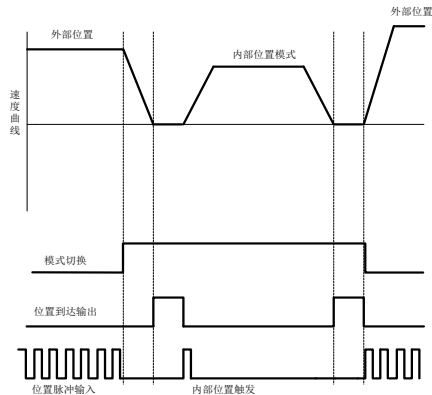 外部位置
外部位置
内部位置模式
速度曲线
模式切换
位置到达输出
位置脉冲输入
内部位置触发